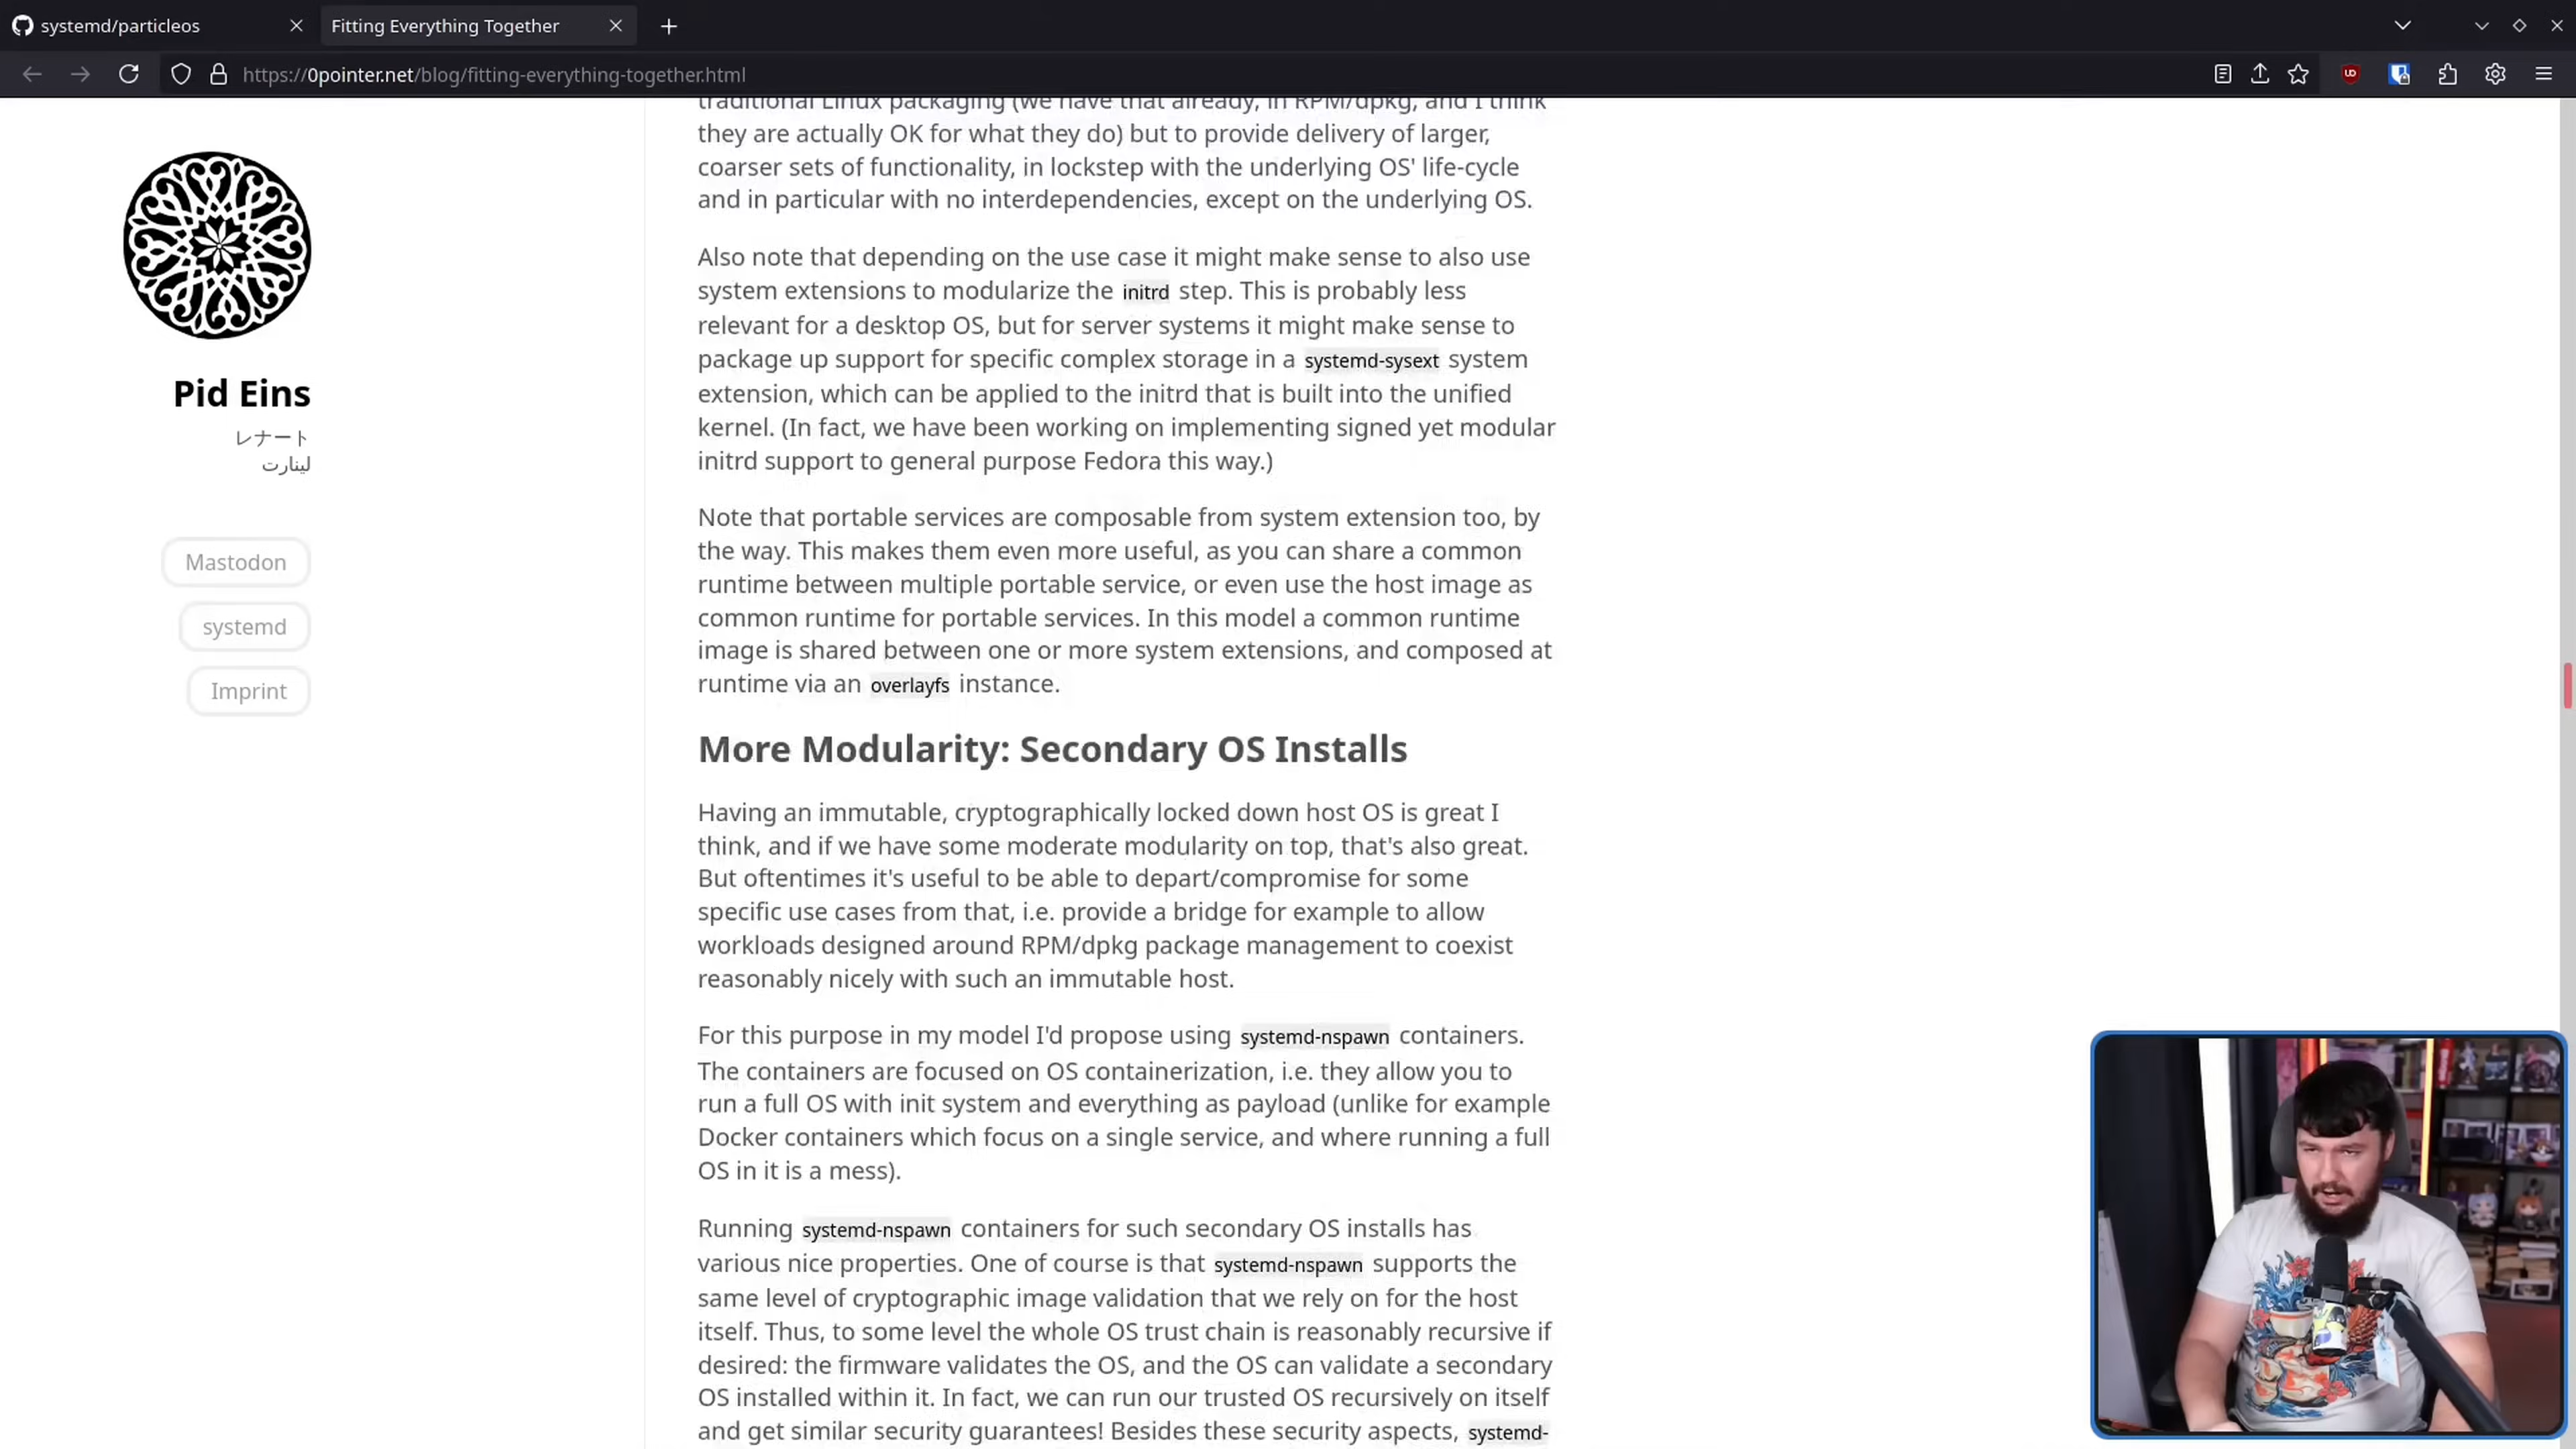 systemd/particleos
Fitting Everything Together
https://0pointer.net/blog/fitting-everything-together.html
Pid Eins
レナート
لينارت
Mastodon
systemd
Imprint
traditional Linux packaging (we have that already, in RPM/dpkg, and I think
they are actually OK for what they do) but to provide delivery of larger,
coarser sets of functionality, in lockstep with the underlying OS' life-cycle
and in particular with no interdependencies, except on the underlying OS.
Also note that depending on the use case it might make sense to also use
system extensions to modularize the initrd step. This is probably less
relevant for a desktop OS, but for server systems it might make sense to
package up support for specific complex storage in a systemd-sysext system
extension, which can be applied to the initrd that is built into the unified
kernel. (In fact, we have been working on implementing signed yet modular
initrd support to general purpose Fedora this way.)
Note that portable services are composable from system extension too, by
the way. This makes them even more useful, as you can share a common
runtime between multiple portable service, or even use the host image as
common runtime for portable services. In this model a common runtime
image is shared between one or more system extensions, and composed at
runtime via an overlayfs instance.
More Modularity: Secondary OS Installs
Having an immutable, cryptographically locked down host OS is great I
think, and if we have some moderate modularity on top, that's also great.
But oftentimes it's useful to be able to depart/compromise for some
specific use cases from that, i.e. provide a bridge for example to allow
workloads designed around RPM/dpkg package management to coexist
reasonably nicely with such an immutable host.
For this purpose in my model I'd propose using systemd-nspawn containers.
The containers are focused on OS containerization, i.e. they allow you to
run a full OS with init system and everything as payload (unlike for example
Docker containers which focus on a single service, and where running a full
OS in it is a mess).
Running systemd-nspawn containers for such secondary OS installs has
various nice properties. One of course is that systemd-nspawn supports the
same level of cryptographic image validation that we rely on for the host
itself. Thus, to some level the whole OS trust chain is reasonably recursive if
desired: the firmware validates the OS, and the OS can validate a secondary
OS installed within it. In fact, we can run our trusted OS recursively on itself
and get similar security guarantees! Besides these security aspects, systemd-